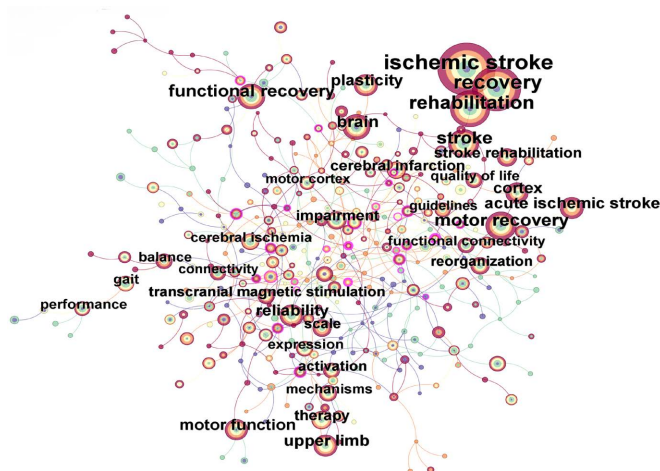 ischemic stroke
recovery
rehabilitation
plasticity
functional recovery
brain
stroke
stroke rehabilitation
cerebral infarction
quality of life
motor cortex
cortex
acute ischemic stroke
guidelines
impairment
motor recovery
cerebral ischemia
functional connectivity
balance
reorganization
connectivity
gait
transcranial magnetic stimulation
performance
reliability
scale
expression
activation
mechanisms
therapy
motor function
upper limb